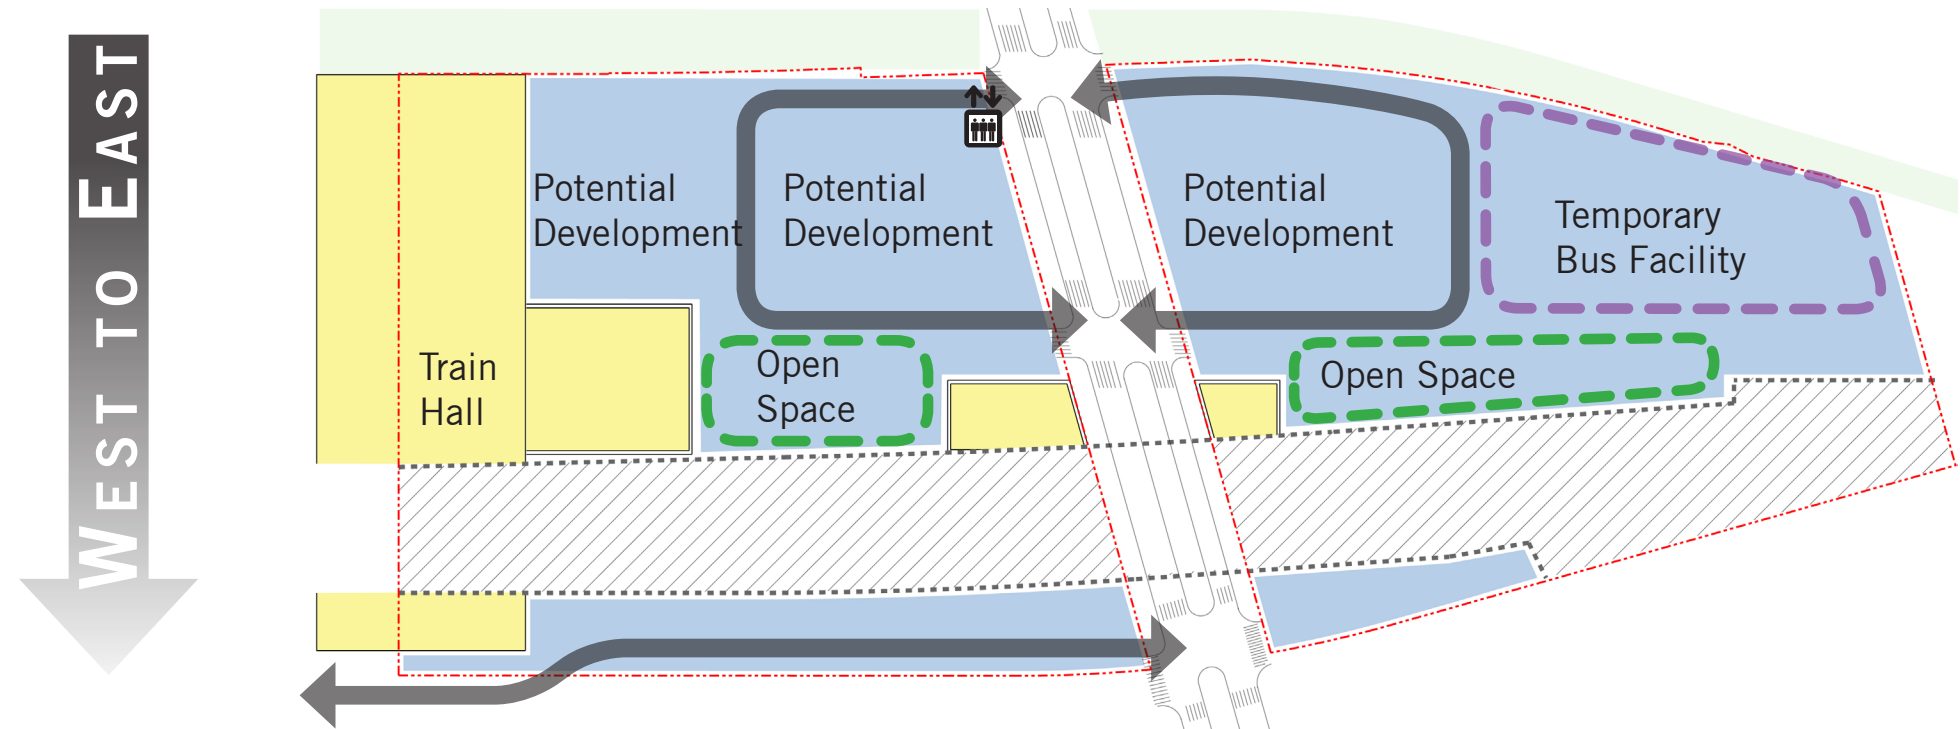 WEST TO EAST
Potential
Development
Potential
Development
Potential
Development
Temporary
Bus Facility
Train
Hall
Open
Space
Open Space